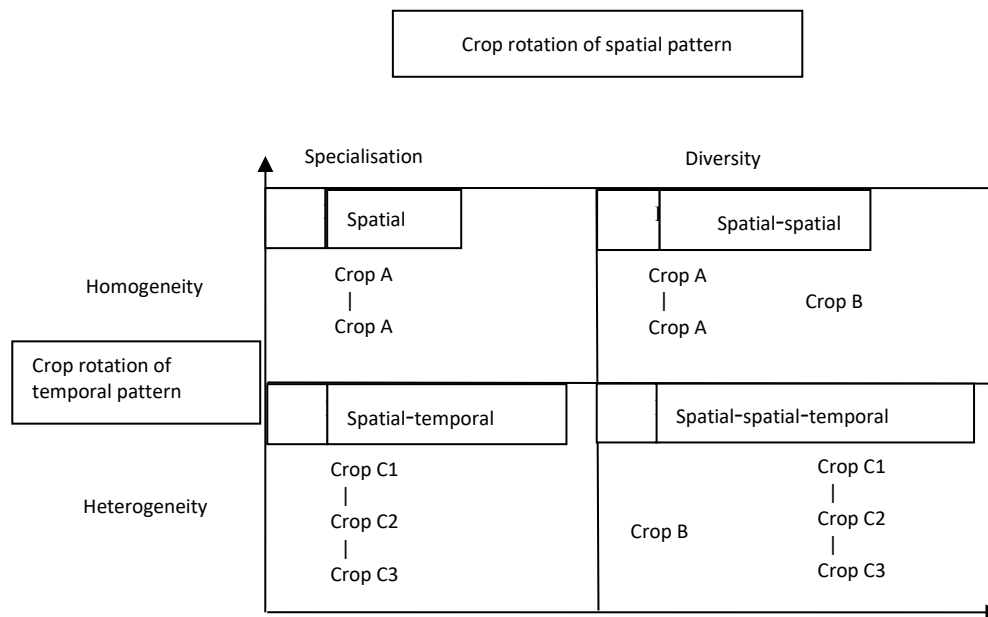 Crop rotation of spatial pattern
Specialisation
Diversity
Spatial
Spatial-spatial
Homogeneity
Crop A
|
Crop A
Crop A
|
Crop A
Crop B
Crop rotation of
temporal pattern
Spatial-temporal
Spatial-spatial-temporal
Heterogeneity
Crop C1
|
Crop C2
|
Crop C3
Crop B
Crop C1
|
Crop C2
|
Crop C3